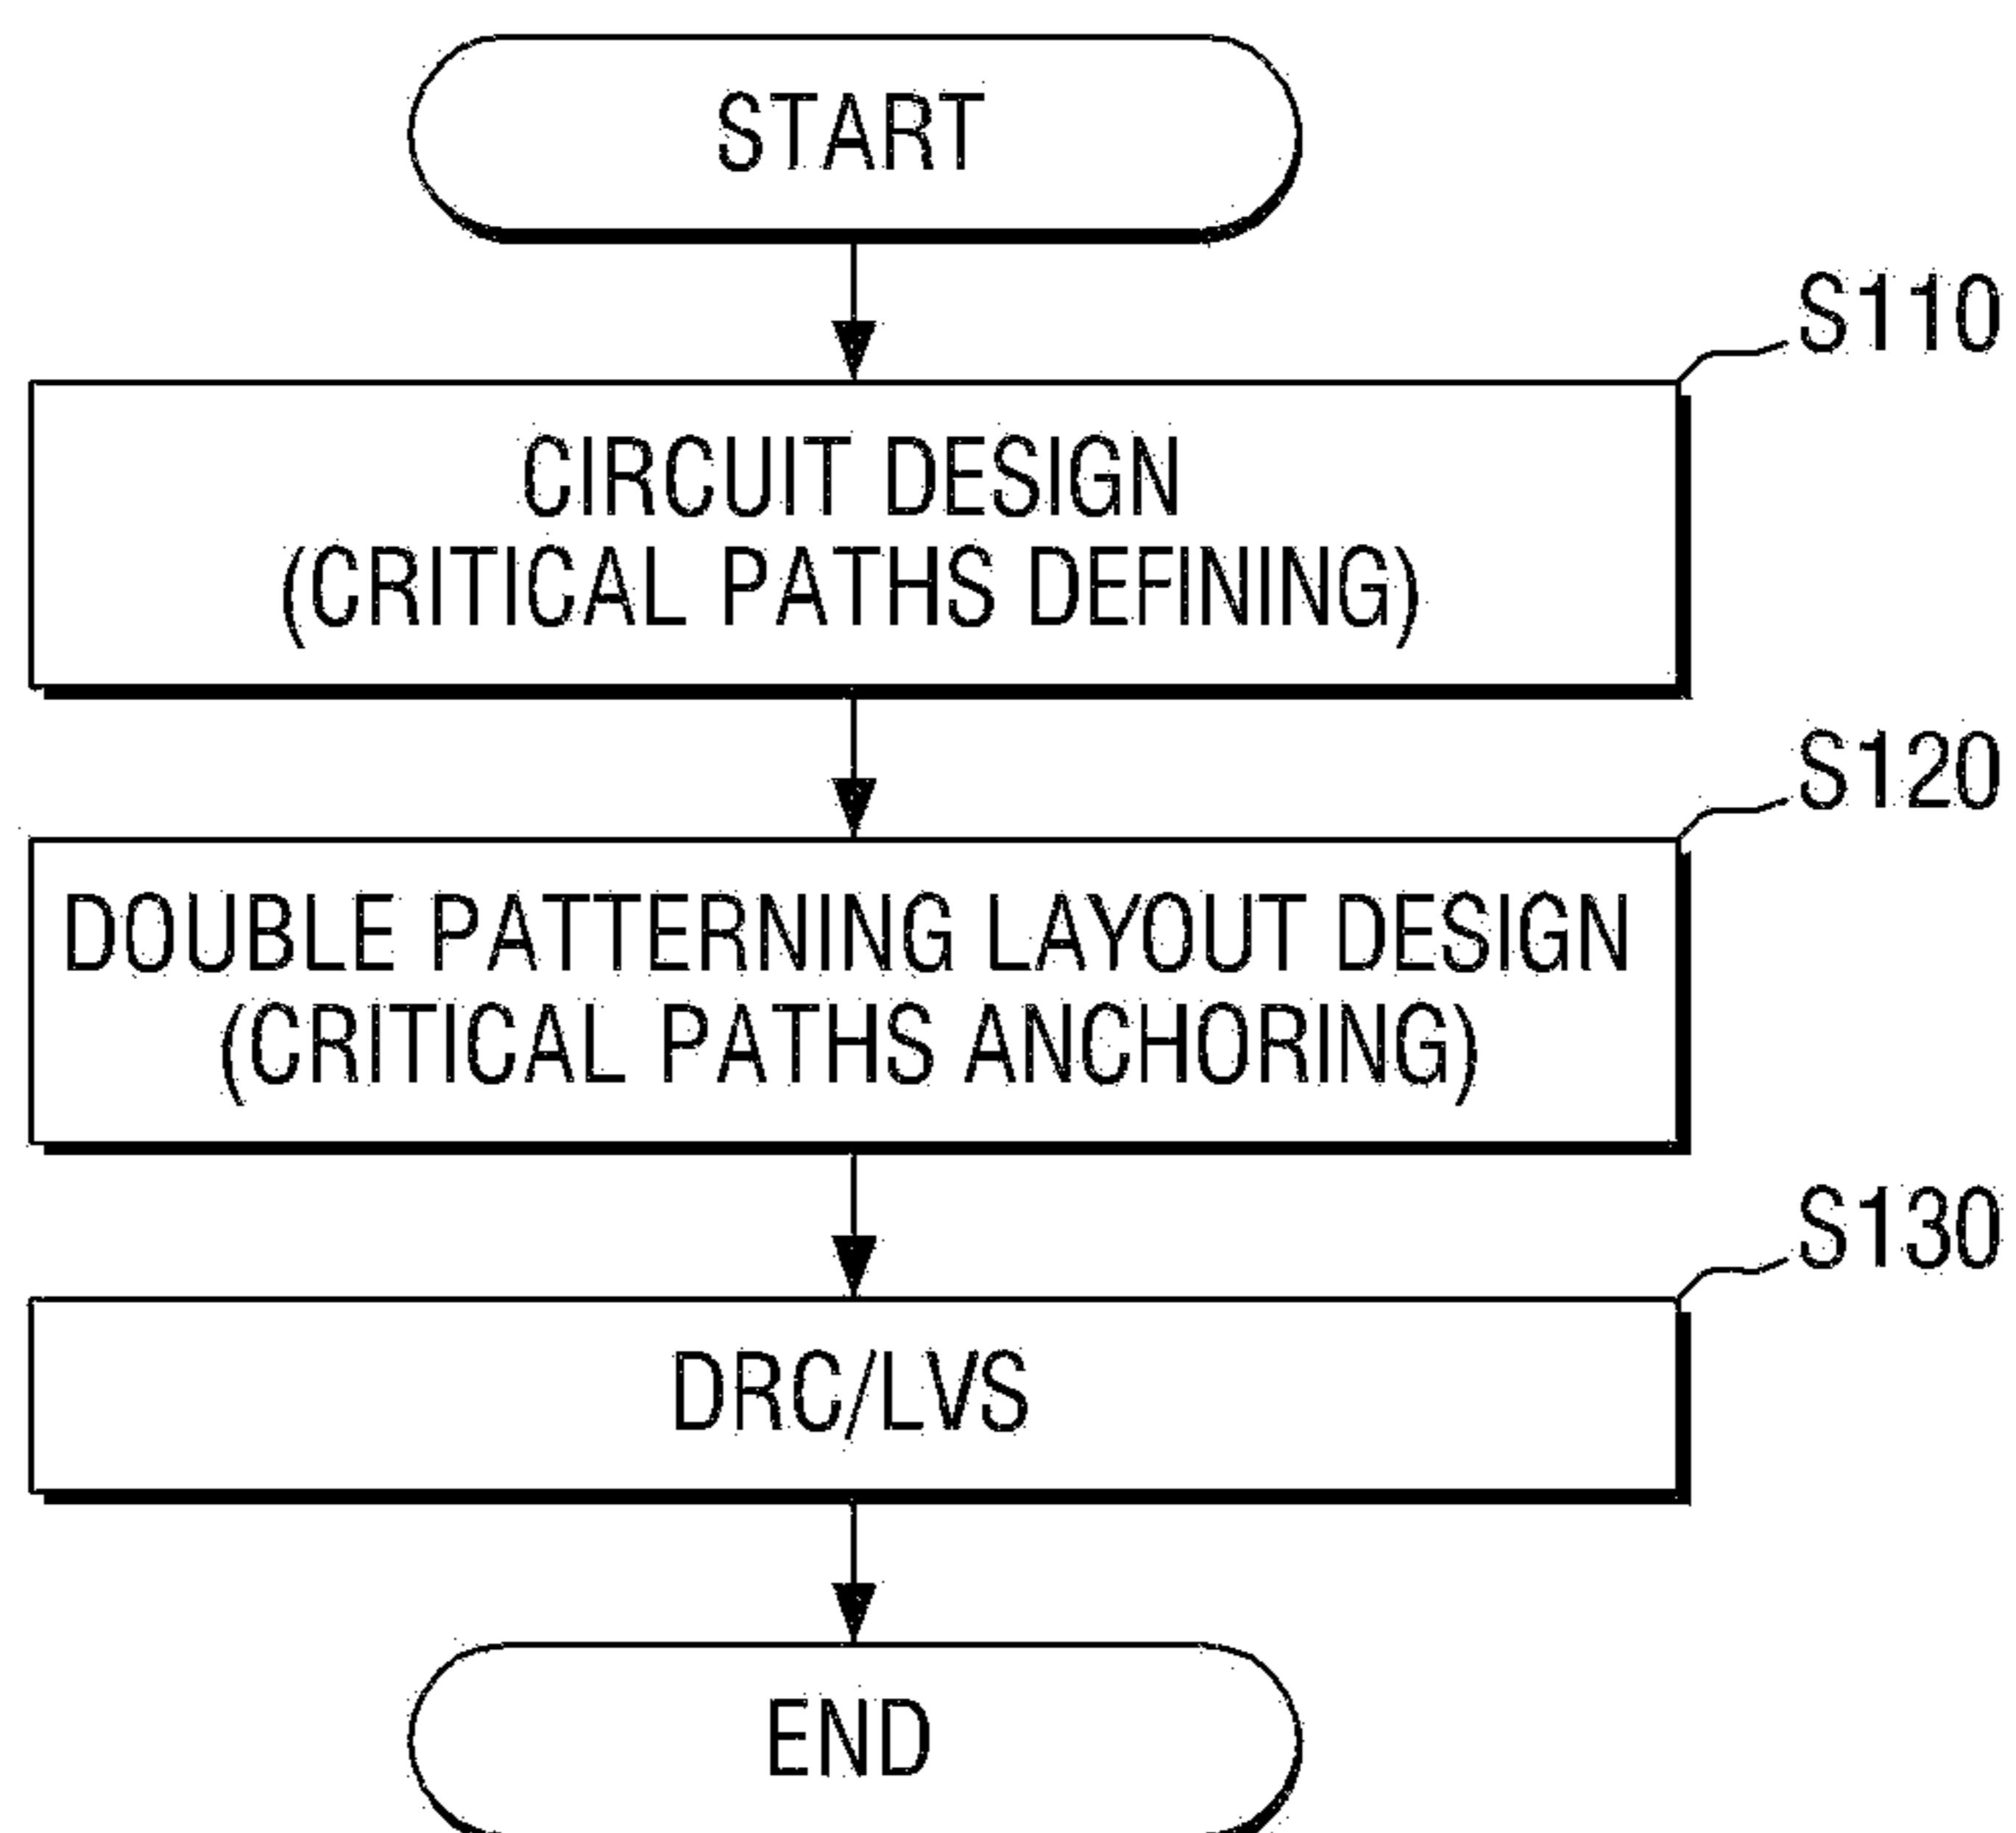 START
S110
CIRCUIT DESIGN
(CRITICAL PATHS DEFINING)
S120
DOUBLE PATTERNING LAYOUT DESIGN
(CRITICAL PATHS ANCHORING)
S130
DRC/LVS
END